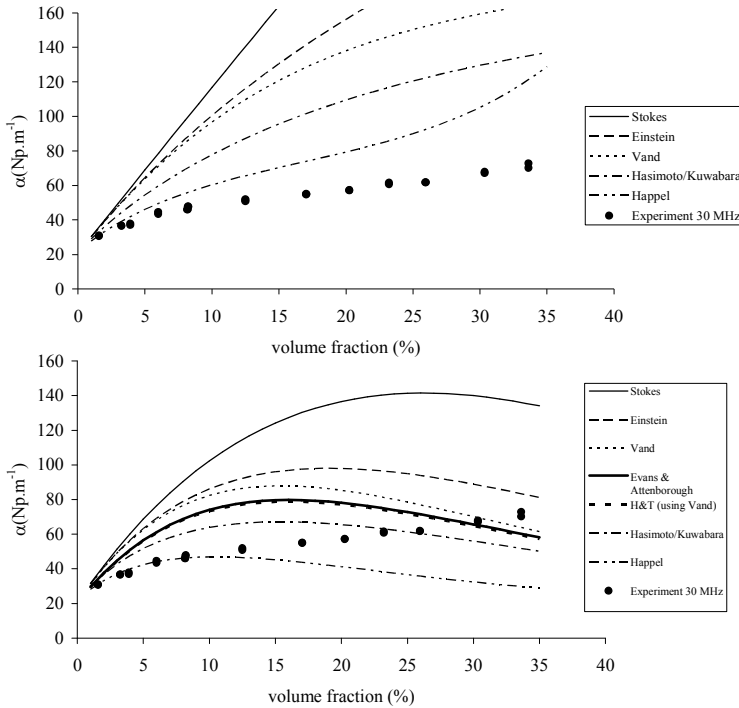 160
140
120
100
80
60
40
20
0
α(Np.m⁻¹)
0 5 10 15 20 25 30 35 40
volume fraction (%)
Stokes
Einstein
Vand
Hasimoto/Kuwabara
Happel
Experiment 30 MHz
160
140
120
100
80
60
40
20
0
α(Np.m⁻¹)
0 5 10 15 20 25 30 35 40
volume fraction (%)
Stokes
Einstein
Vand
Evans &
Attenborough
H&T (using Vand)
Hasimoto/Kuwabara
Happel
Experiment 30 MHz